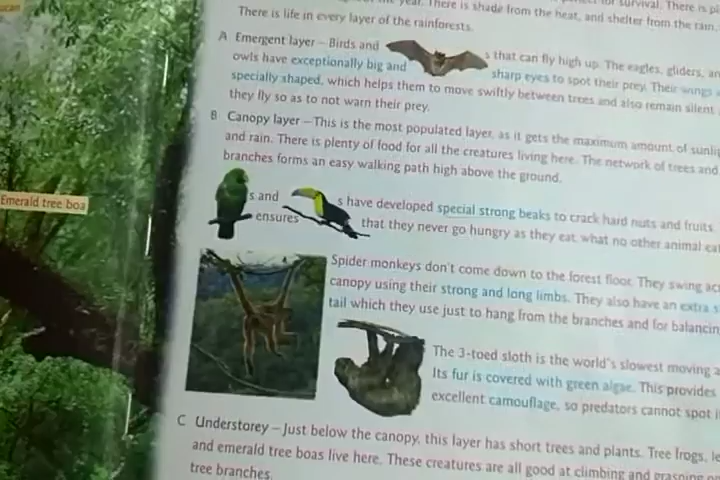 the year. There is shade from the heat, and shelter from the rain.
for survival. There is
There is life in every layer of the rainforests.
A Emergent layer – Birds and s that can fly high up. The eagles, gliders,
owls have exceptionally big and sharp eyes to spot their prey. Their wings
specially shaped, which helps them to move swiftly between trees and also remain silent
they fly so as to not warn their prey.
B Canopy layer – This is the most populated layer, as it gets the maximum amount of
and rain. There is plenty of food for all the creatures living here. The network of trees and
branches forms an easy walking path high above the ground.
s and s have developed special strong beaks to crack hard nuts and fruits.
ensures that they never go hungry as they eat what no other animal
Emerald tree boa
Spider monkeys don't come down to the forest floor. They swing
canopy using their strong and long limbs. They also have an extra
tail which they use just to hang from the branches and for
The 3-toed sloth is the world's slowest moving
Its fur is covered with green algae. This provides
excellent camouflage, so predators cannot spot
C Understorey – Just below the canopy, this layer has short trees and plants. Tree frogs,
and emerald tree boas live here. These creatures are all good at climbing and grasping
tree branches.